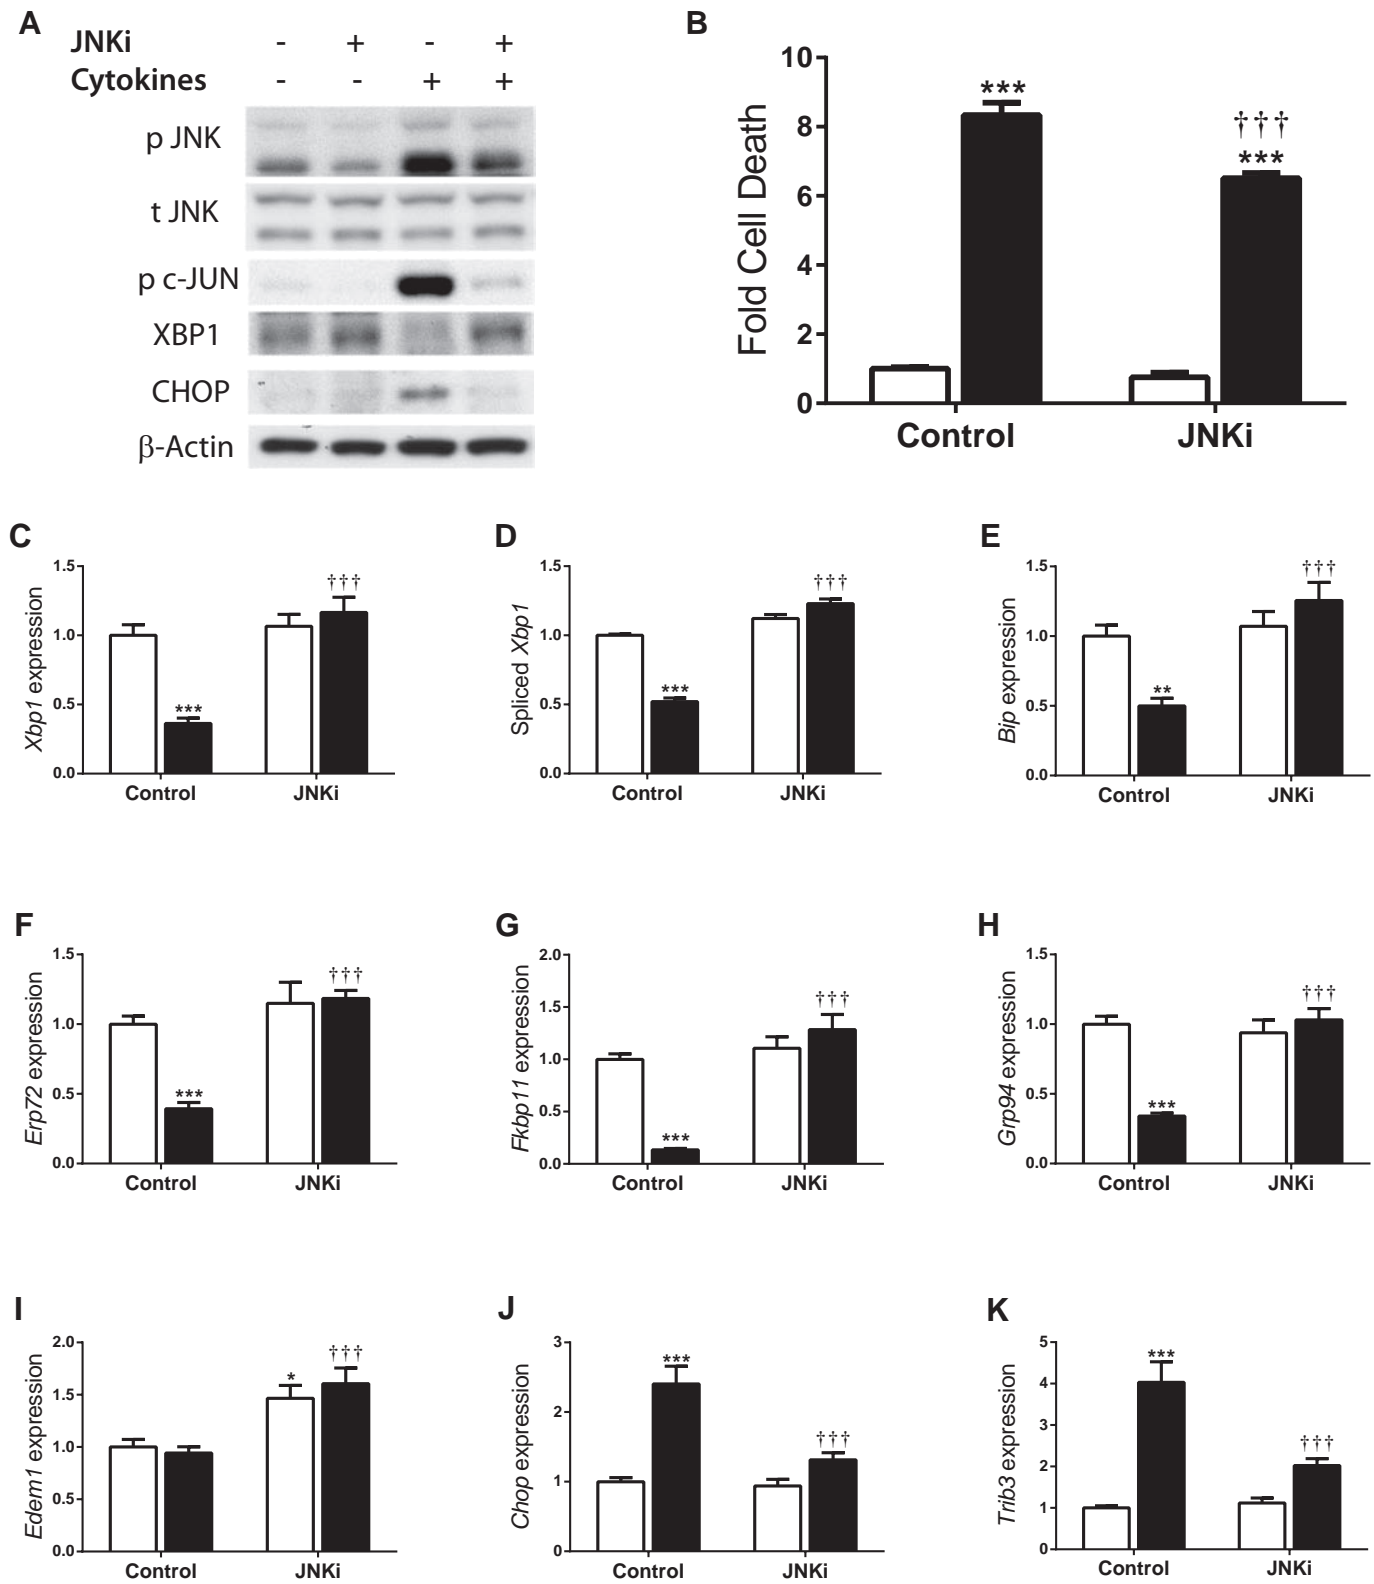 A
JNKi - + - +
Cytokines - - + +
p JNK
t JNK
p c-JUN
XBP1
CHOP
β-Actin
B
Fold Cell Death
10
8
6
4
2
0
***
†††
***
Control JNKi
C
Xbp1 expression
1.5
1.0
0.5
0.0
***
†††
Control JNKi
D
Spliced Xbp1
1.5
1.0
0.5
0.0
***
†††
Control JNKi
E
Bip expression
1.5
1.0
0.5
0.0
**
†††
Control JNKi
F
Erp72 expression
1.5
1.0
0.5
0.0
***
†††
Control JNKi
G
Fkbp11 expression
2.0
1.5
1.0
0.5
0.0
***
†††
Control JNKi
H
Grp94 expression
1.5
1.0
0.5
0.0
***
†††
Control JNKi
I
Edem1 expression
2.0
1.5
1.0
0.5
0.0
*
†††
Control JNKi
J
Chop expression
3
2
1
0
***
†††
Control JNKi
K
Trib3 expression
5
4
3
2
1
0
***
†††
Control JNKi